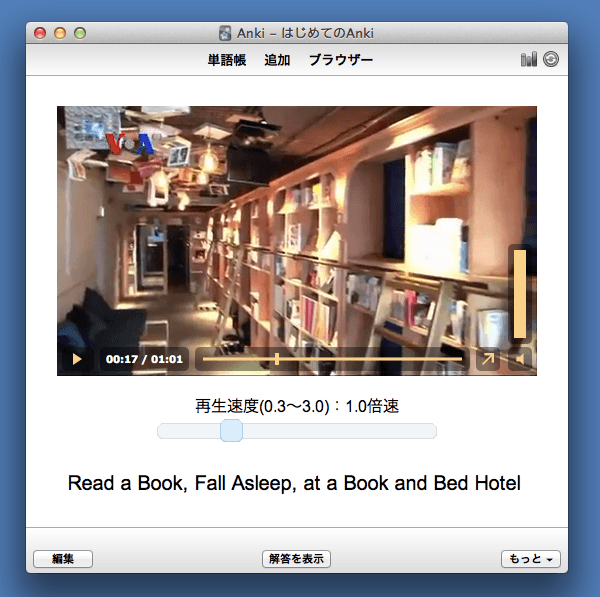 Anki - はじめてのAnki
単語帳 追加 ブラウザー
VOA
00:17 / 01:01
再生速度(0.3〜3.0)：1.0倍速
Read a Book, Fall Asleep, at a Book and Bed Hotel
編集 解答を表示 もっと